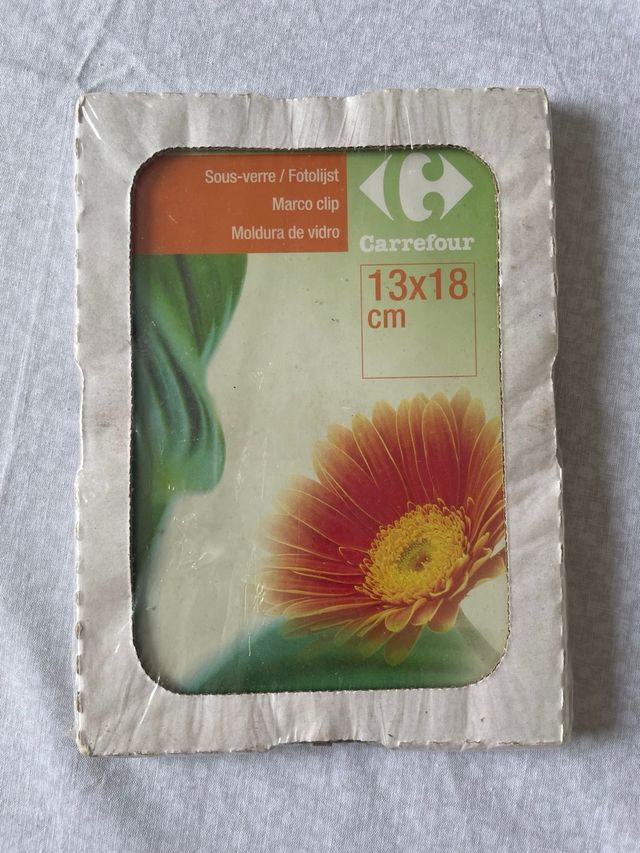 Sous-verre / Fotolijst
Marco clip
Moldura de vidro
Carrefour
13x18
cm